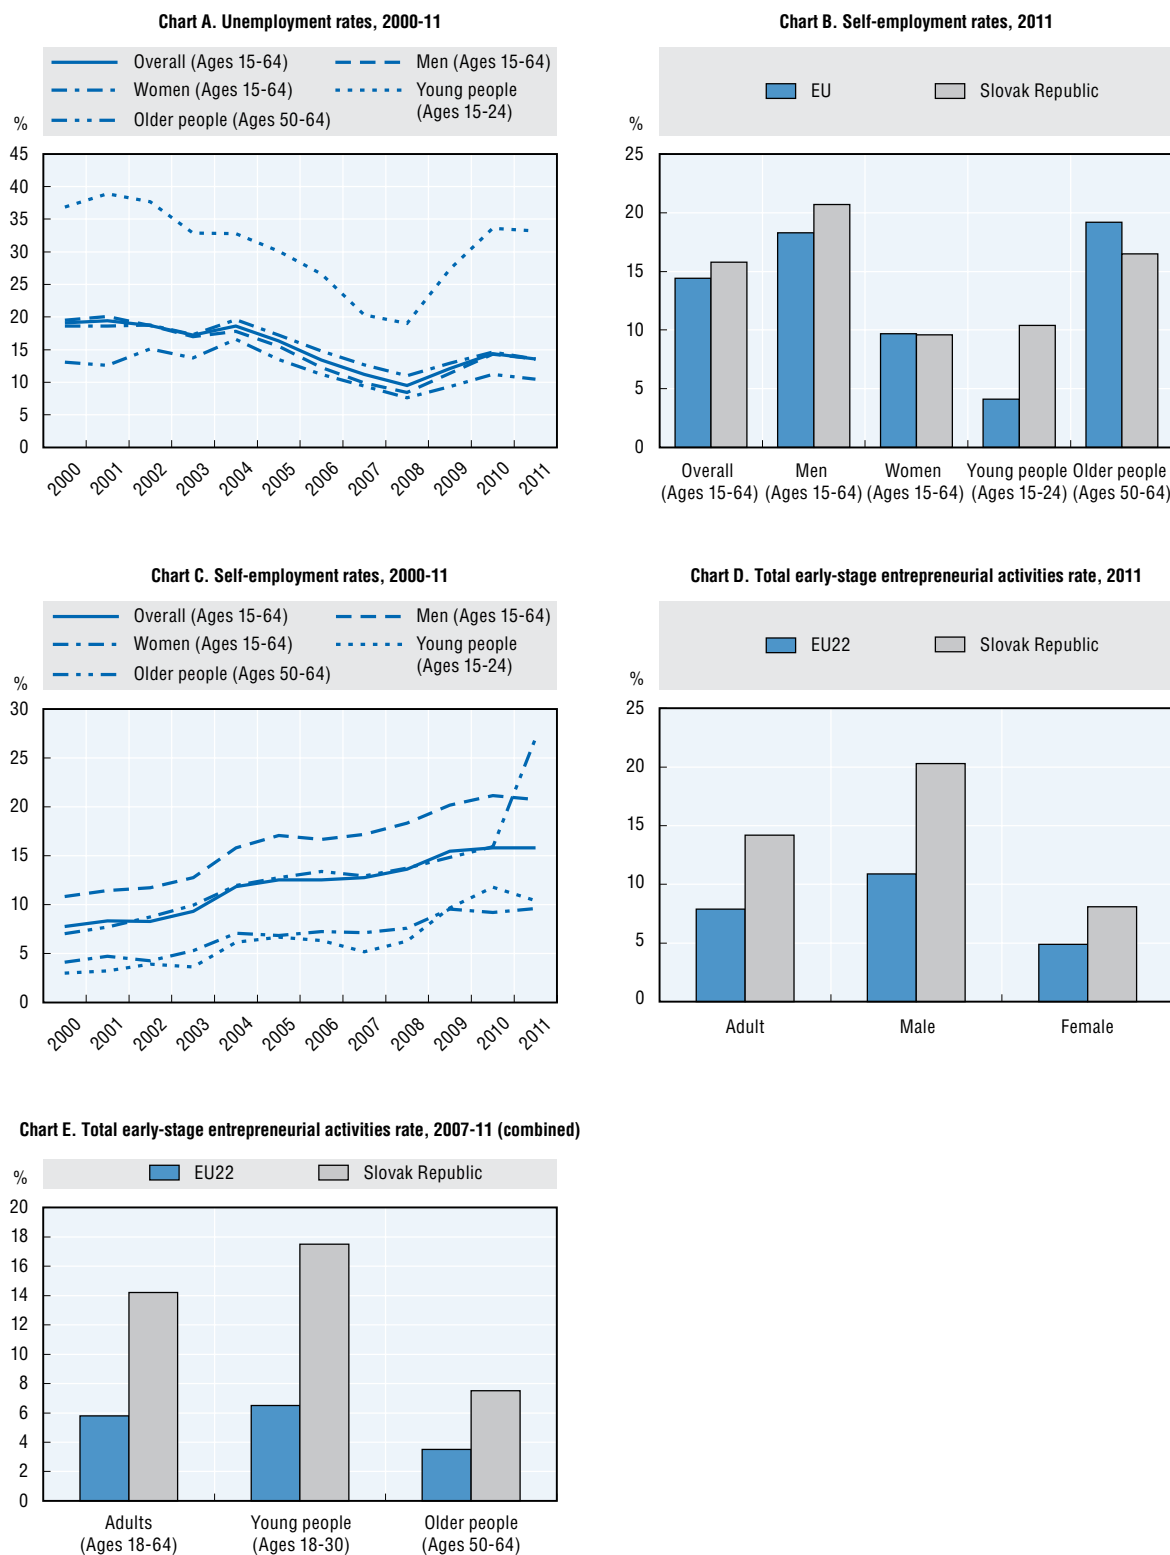 Chart A. Unemployment rates, 2000-11
Overall (Ages 15-64)
Men (Ages 15-64)
Women (Ages 15-64)
Young people
(Ages 15-24)
Older people (Ages 50-64)
%
45
40
35
30
25
20
15
10
5
0
2000
2001
2002
2003
2004
2005
2006
2007
2008
2009
2010
2011
Chart B. Self-employment rates, 2011
EU
Slovak Republic
%
25
20
15
10
5
0
Overall
(Ages 15-64)
Men
(Ages 15-64)
Women
(Ages 15-64)
Young people
(Ages 15-24)
Older people
(Ages 50-64)
Chart C. Self-employment rates, 2000-11
Overall (Ages 15-64)
Men (Ages 15-64)
Women (Ages 15-64)
Young people
(Ages 15-24)
Older people (Ages 50-64)
%
30
25
20
15
10
5
0
2000
2001
2002
2003
2004
2005
2006
2007
2008
2009
2010
2011
Chart D. Total early-stage entrepreneurial activities rate, 2011
EU22
Slovak Republic
%
25
20
15
10
5
0
Adult
Male
Female
Chart E. Total early-stage entrepreneurial activities rate, 2007-11 (combined)
EU22
Slovak Republic
%
20
18
16
14
12
10
8
6
4
2
0
Adults
(Ages 18-64)
Young people
(Ages 18-30)
Older people
(Ages 50-64)